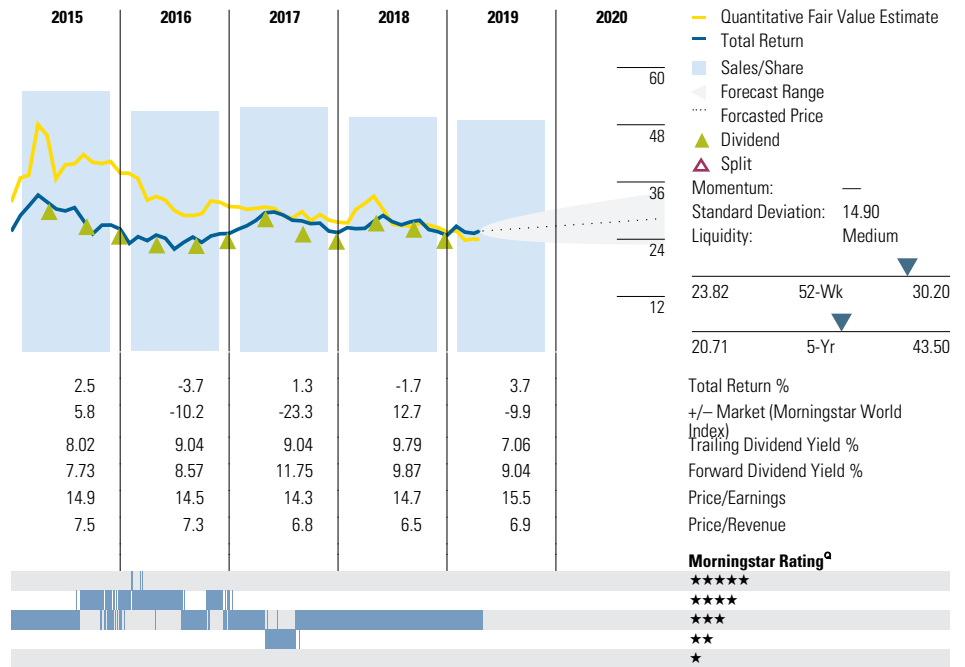 2015 2016 2017 2018 2019 2020
Quantitative Fair Value Estimate
Total Return
Sales/Share
Forecast Range
Forcasted Price
Dividend
Split
Momentum: —
Standard Deviation: 14.90
Liquidity: Medium
60
48
36
24
12
23.82 52-Wk 30.20
20.71 5-Yr 43.50
2.5 -3.7 1.3 -1.7 3.7 Total Return %
5.8 -10.2 -23.3 12.7 -9.9 +/– Market (Morningstar World
Index)
8.02 9.04 9.04 9.79 7.06 Trailing Dividend Yield %
7.73 8.57 11.75 9.87 9.04 Forward Dividend Yield %
14.9 14.5 14.3 14.7 15.5 Price/Earnings
7.5 7.3 6.8 6.5 6.9 Price/Revenue
Morningstar Rating Q
★★★★★
★★★★
★★★
★★
★